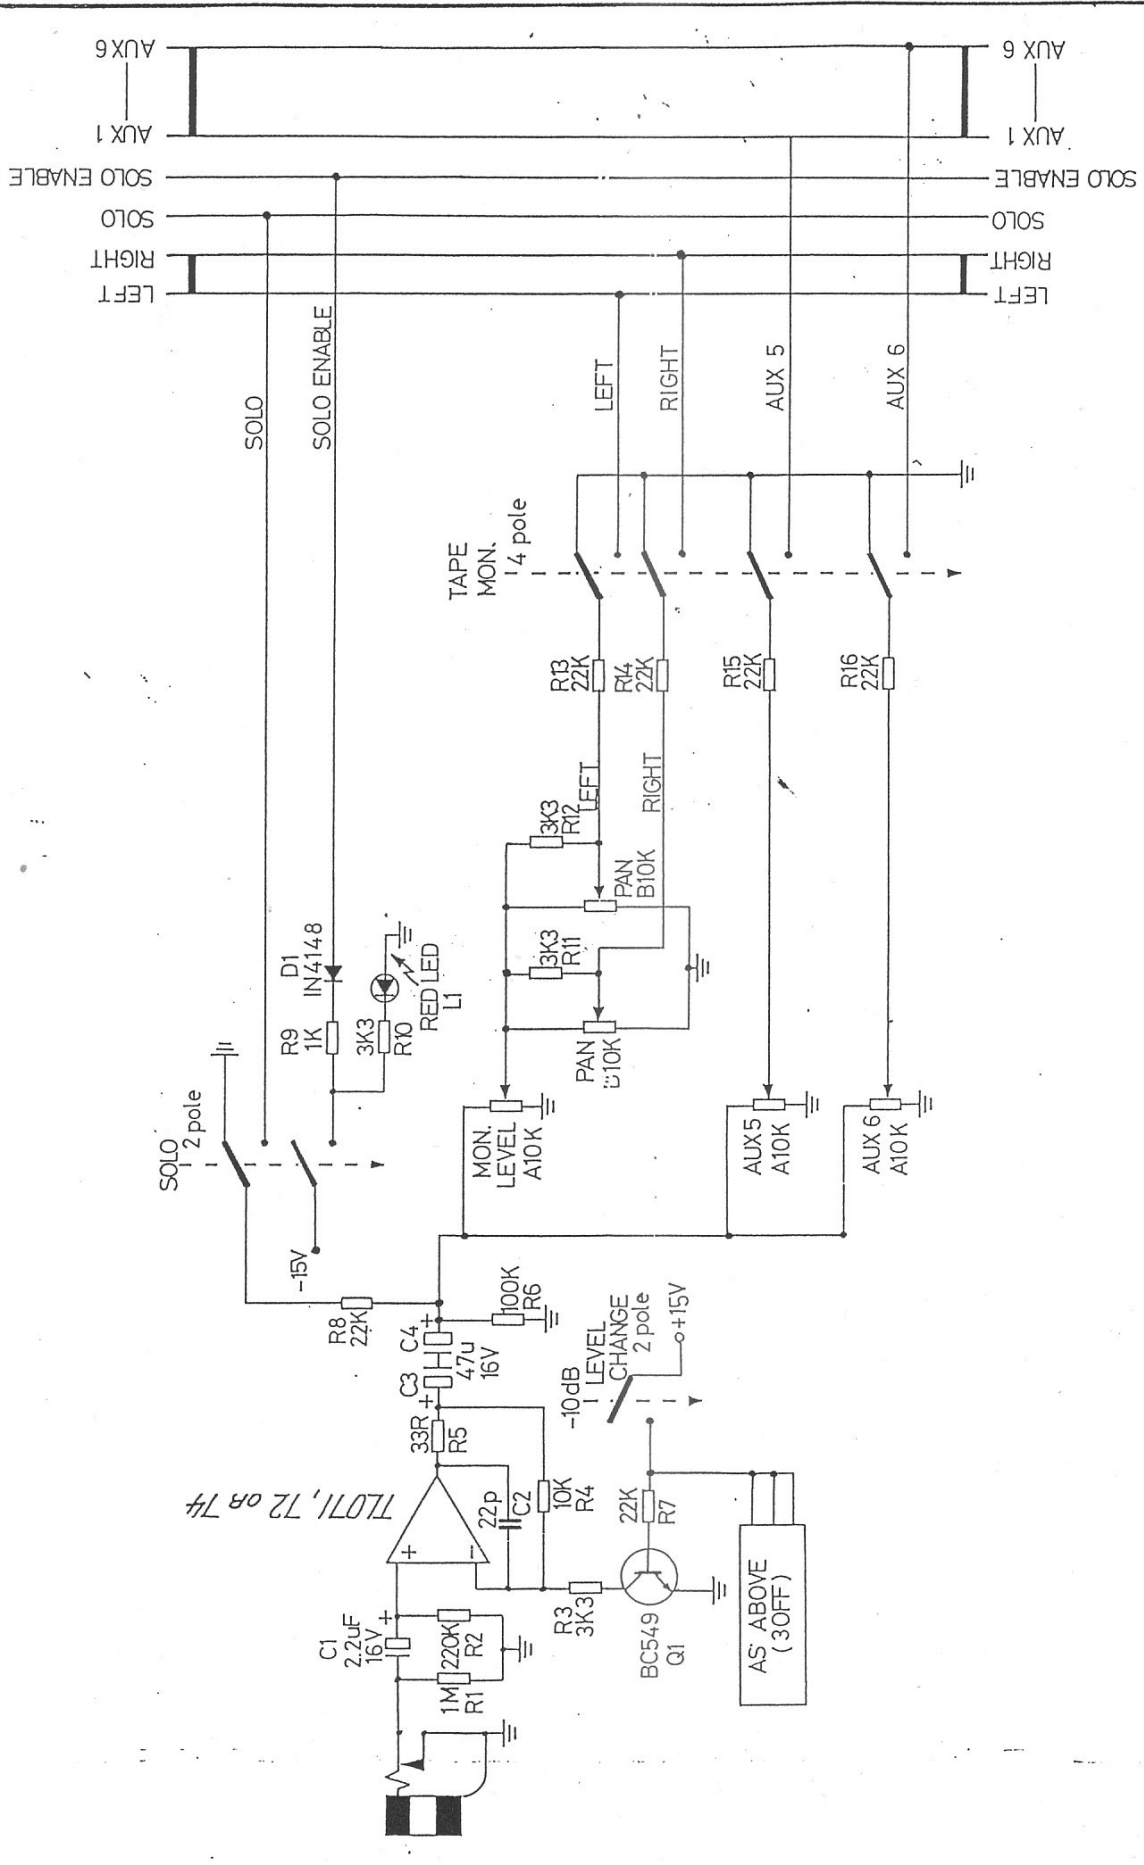 AUX 6
AUX 1
SOLO ENABLE
SOLO
RIGHT
LEFT
AUX 6
AUX 1
SOLO ENABLE
SOLO
RIGHT
LEFT
SOLO
SOLO ENABLE
LEFT
RIGHT
AUX 5
AUX 6
TAPE
MON.
4 pole
R13
22K
R14
22K
R15
22K
R16
22K
LEFT
RIGHT
3K3
R12
PAN
B10K
3K3
R11
PAN
B10K
D1
IN4148
R9
1K
3K3
R10
RED LED
L1
SOLO
2 pole
-15V
MON.
LEVEL
A10K
AUX 5
A10K
AUX 6
A10K
R8
22K
C4
+
C3
+
47u
16V
100K
R6
33R
R5
TL071, 72 OR 74
+
-
22p
C2
10K
R4
-10dB
LEVEL
CHANGE
2 pole
+15V
22K
R7
R3
3K3
BC549
Q1
C1
2.2uF
16V
+
1M
R1
220K
R2
AS ABOVE
(3OFF)